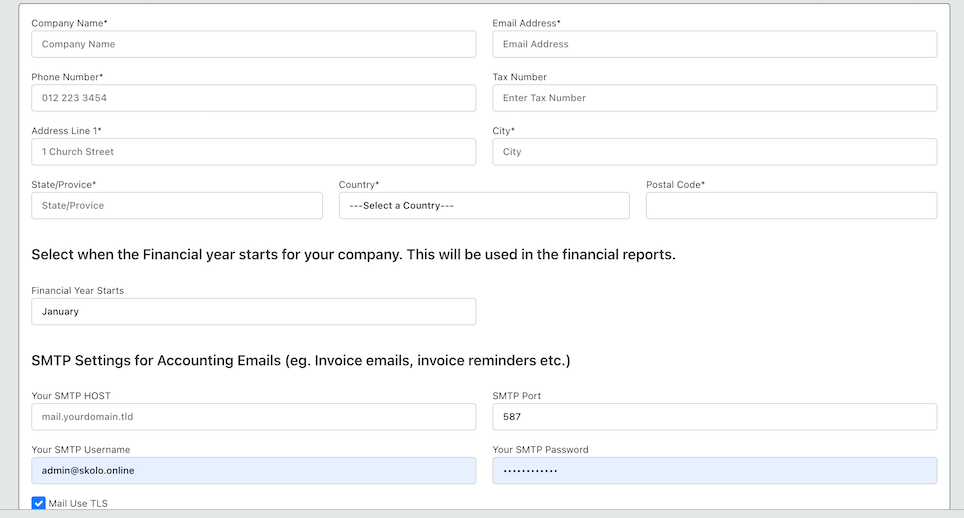 Company Name* Email Address*
Company Name Email Address
Phone Number* Tax Number
012 223 3454 Enter Tax Number
Address Line 1* City*
1 Church Street City
State/Provice* Country* Postal Code*
State/Provice ---Select a Country---
Select when the Financial year starts for your company. This will be used in the financial reports.
Financial Year Starts
January
SMTP Settings for Accounting Emails (eg. Invoice emails, invoice reminders etc.)
Your SMTP HOST SMTP Port
mail.yourdomain.tld 587
Your SMTP Username Your SMTP Password
admin@skolo.online ••••••••••••
Mail Use TLS